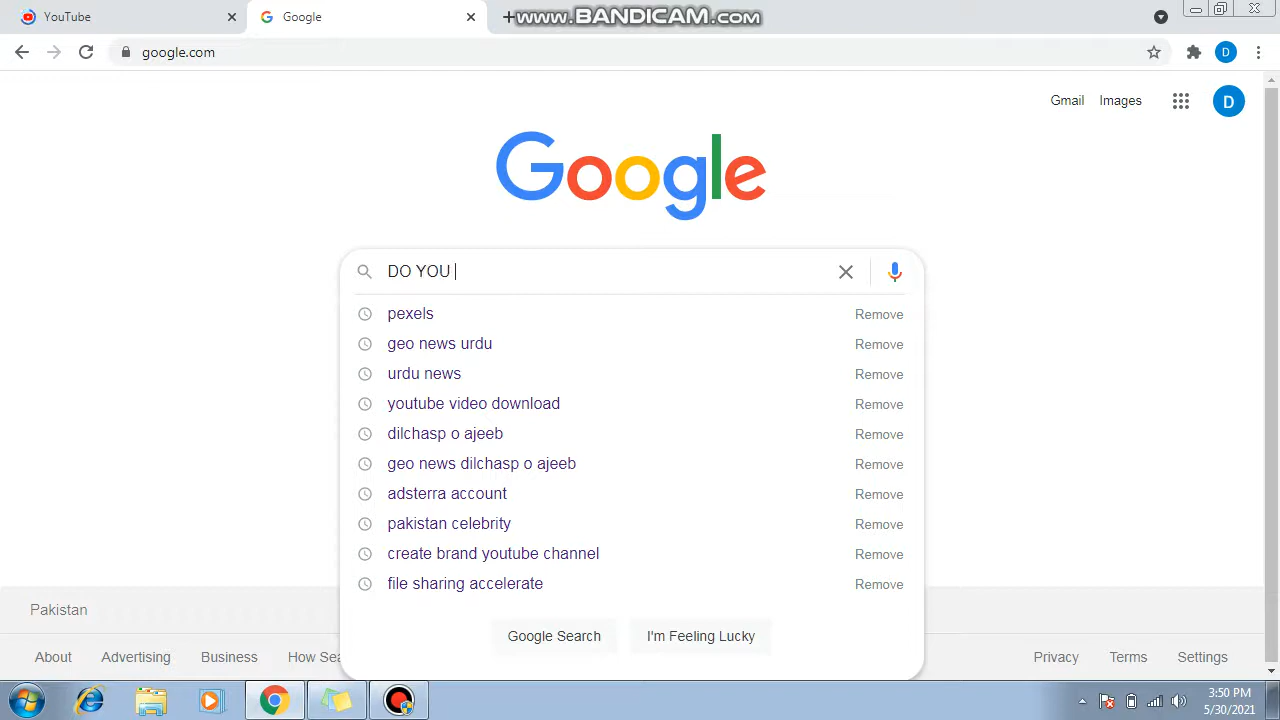 YouTube
Google
www.BANDICAM.com
google.com
D
Gmail
Images
D
Google
DO YOU
pexels
Remove
geo news urdu
Remove
urdu news
Remove
youtube video download
Remove
dilchasp o ajeeb
Remove
geo news dilchasp o ajeeb
Remove
adsterra account
Remove
pakistan celebrity
Remove
create brand youtube channel
Remove
file sharing accelerate
Remove
Google Search
I'm Feeling Lucky
Pakistan
About
Advertising
Business
How Sea
Privacy
Terms
Settings
3:50 PM
5/30/2021